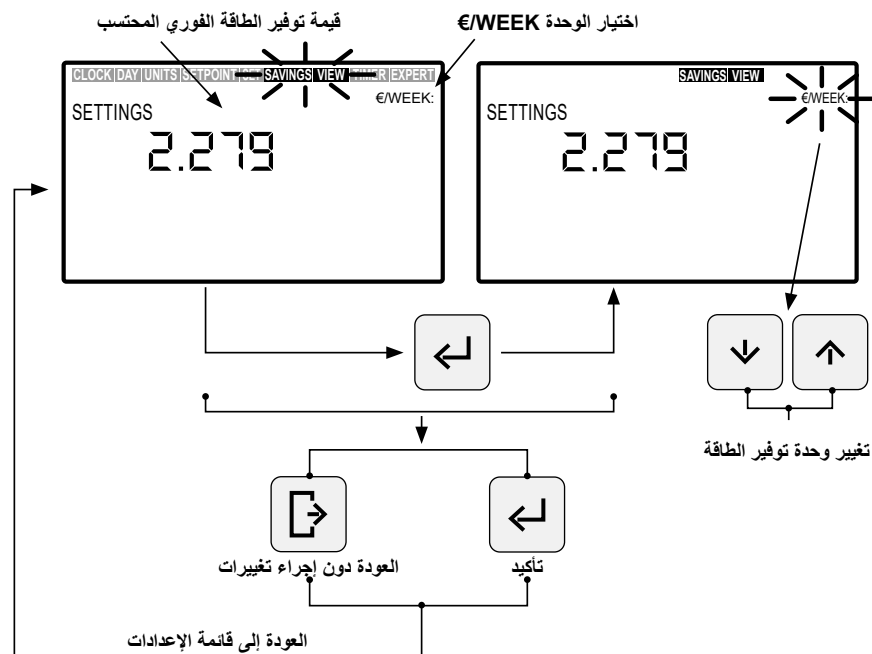 قيمة توفير الطاقة الفوري المحتسب
اختيار الوحدة €/WEEK
CLOCK DAY UNITS SETPOINT SAVINGS VIEW TIMER EXPERT
€/WEEK:
SETTINGS
2.279
SAVINGS VIEW
€/WEEK:
SETTINGS
2.279
تغيير وحدة توفير الطاقة
العودة دون إجراء تغييرات
تأكيد
العودة إلى قائمة الإعدادات